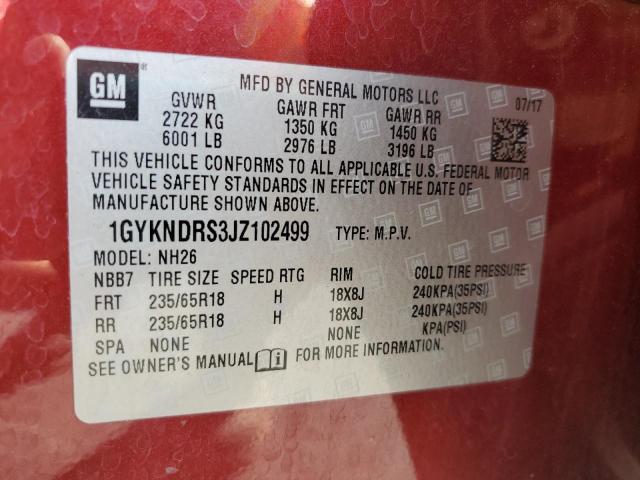 GM ®
MFD BY GENERAL MOTORS LLC
07/17
GVWR GAWR FRT GAWR RR
2722 KG 1350 KG 1450 KG
6001 LB 2976 LB 3196 LB
THIS VEHICLE CONFORMS TO ALL APPLICABLE U.S. FEDERAL MOTOR
VEHICLE SAFETY STANDARDS IN EFFECT ON THE DATE OF
MANUFACTURE SHOWN ABOVE.
1GYKNDRS3JZ102499 TYPE: M.P.V.
MODEL: NH26
NBB7 TIRE SIZE SPEED RTG RIM COLD TIRE PRESSURE
FRT 235/65R18 H 18X8J 240KPA(35PSI)
RR 235/65R18 H 18X8J 240KPA(35PSI)
SPA NONE NONE KPA(PSI)
SEE OWNER'S MANUAL FOR MORE INFORMATION.